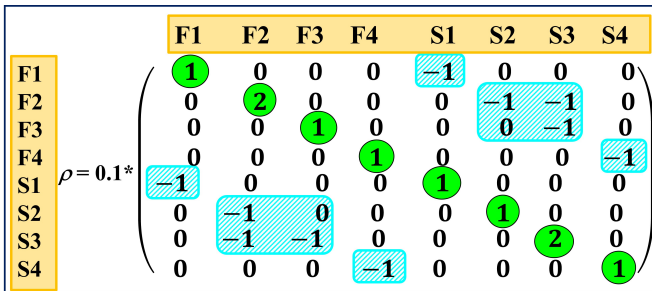 F1 F2 F3 F4 S1 S2 S3 S4
F1 1 0 0 0 −1 0 0 0
F2 0 2 0 0 0 −1 −1 0
F3 0 0 1 0 0 0 −1 0
F4 0 0 0 1 0 0 0 −1
S1 ρ = 0.1* −1 0 0 0 1 0 0 0
S2 0 −1 0 0 0 1 0 0
S3 0 −1 −1 0 0 0 2 0
S4 0 0 0 −1 0 0 0 1